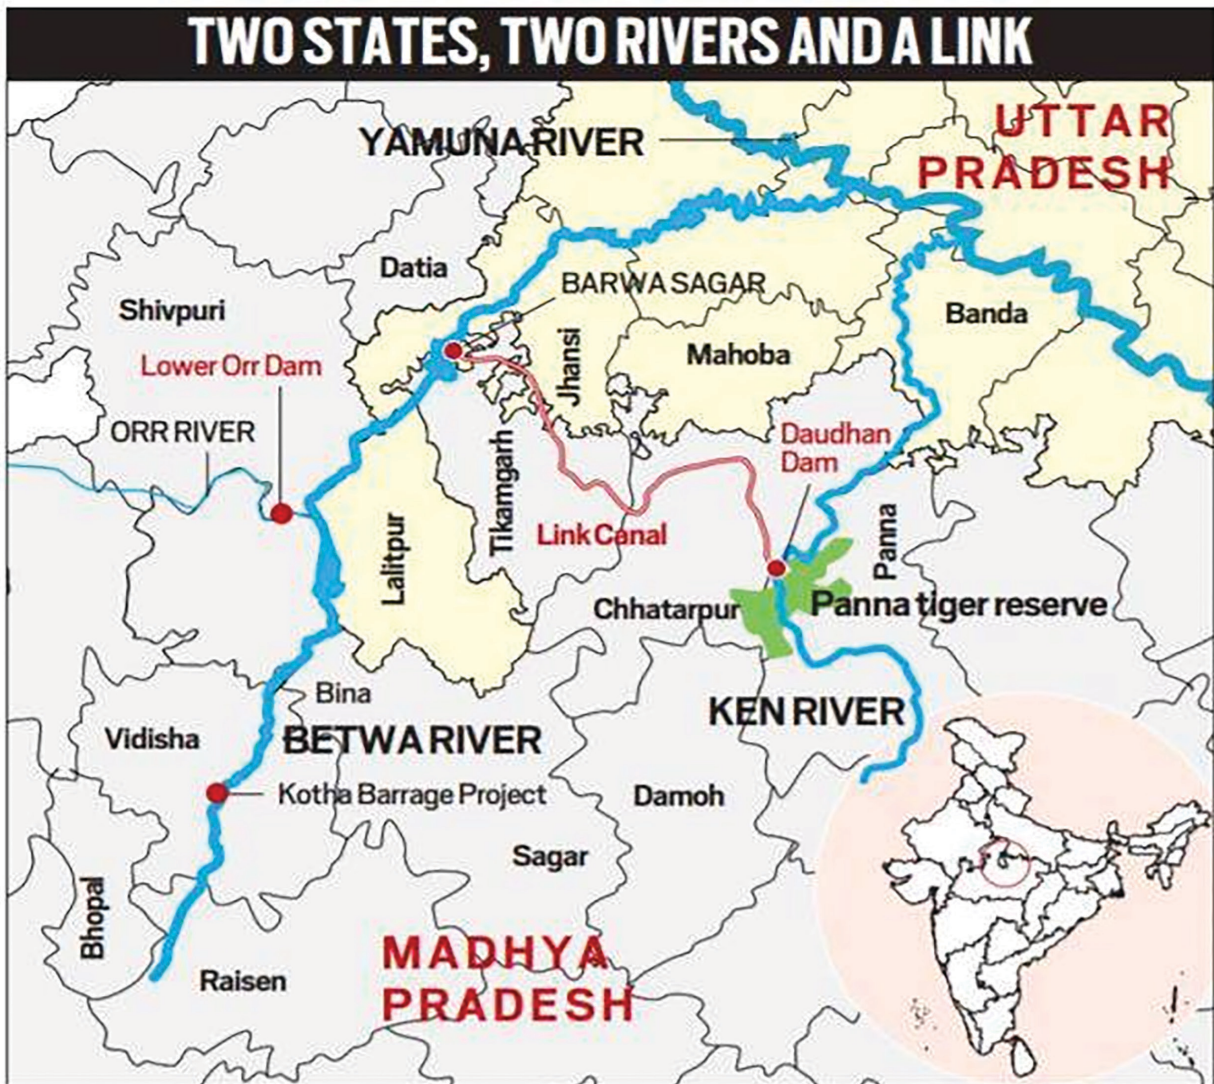 TWO STATES, TWO RIVERS AND A LINK
UTTAR
PRADESH
YAMUNA RIVER
Datia
BARWA SAGAR
Shivpuri
Banda
Jhansi
Mahoba
Lower Orr Dam
ORR RIVER
Daudhan
Dam
Tikamgarh
Lalitpur
Link Canal
Panna
Chhatarpur
Panna tiger reserve
Bina
KEN RIVER
Vidisha
BETWA RIVER
Kotha Barrage Project
Damoh
Sagar
Bhopal
MADHYA
PRADESH
Raisen